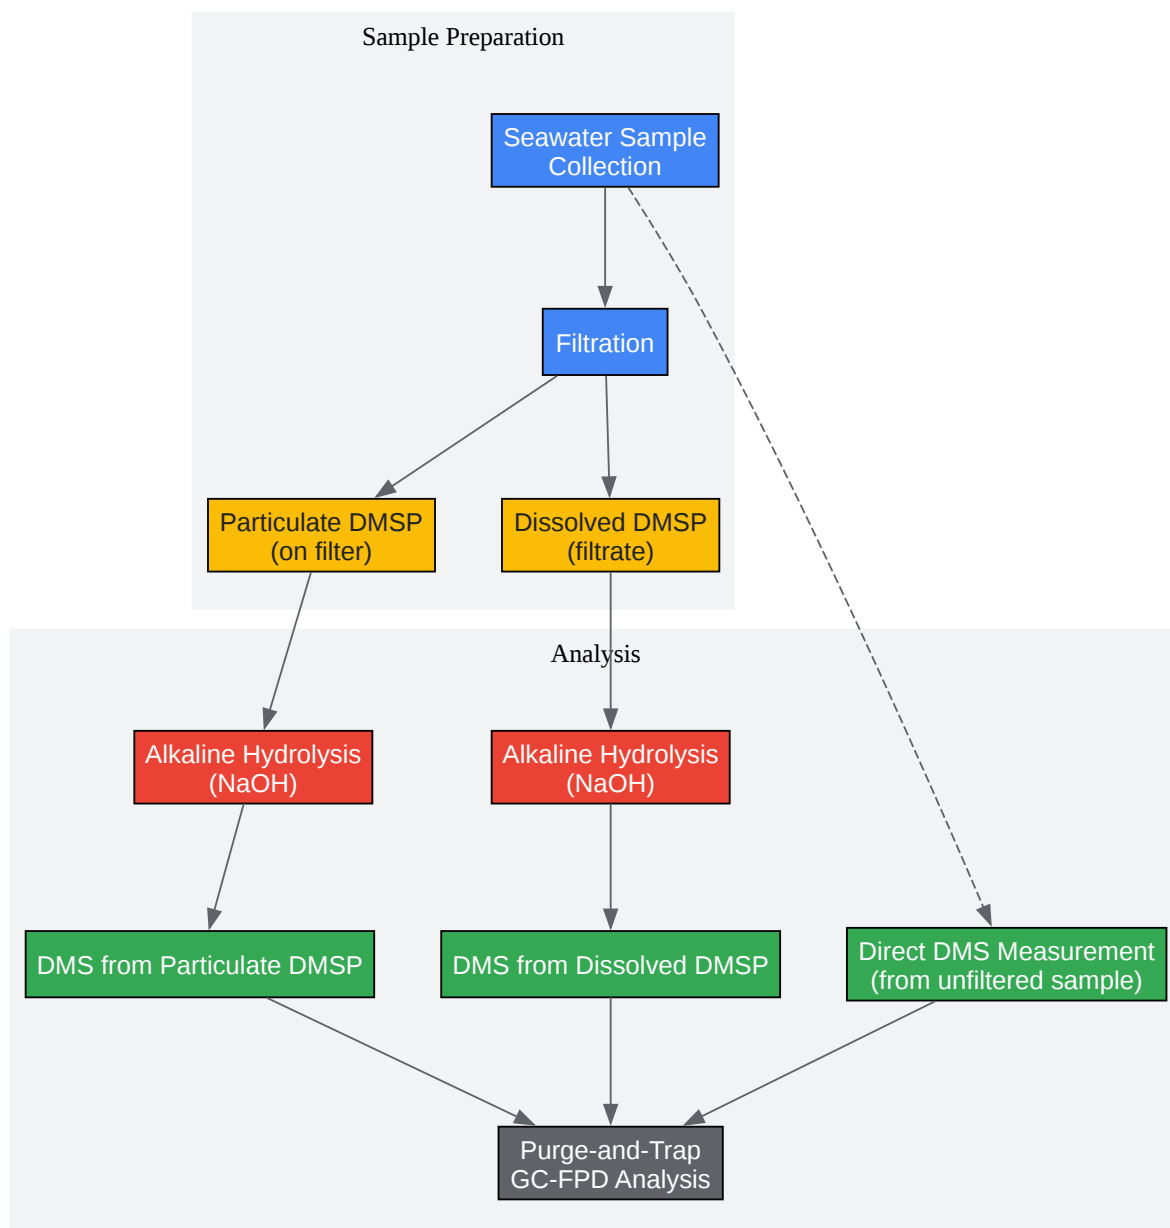 Sample Preparation
Seawater Sample
Collection
Filtration
Particulate DMSP
(on filter)
Dissolved DMSP
(filtrate)
Analysis
Alkaline Hydrolysis
(NaOH)
Alkaline Hydrolysis
(NaOH)
DMS from Particulate DMSP
DMS from Dissolved DMSP
Direct DMS Measurement
(from unfiltered sample)
Purge-and-Trap
GC-FPD Analysis